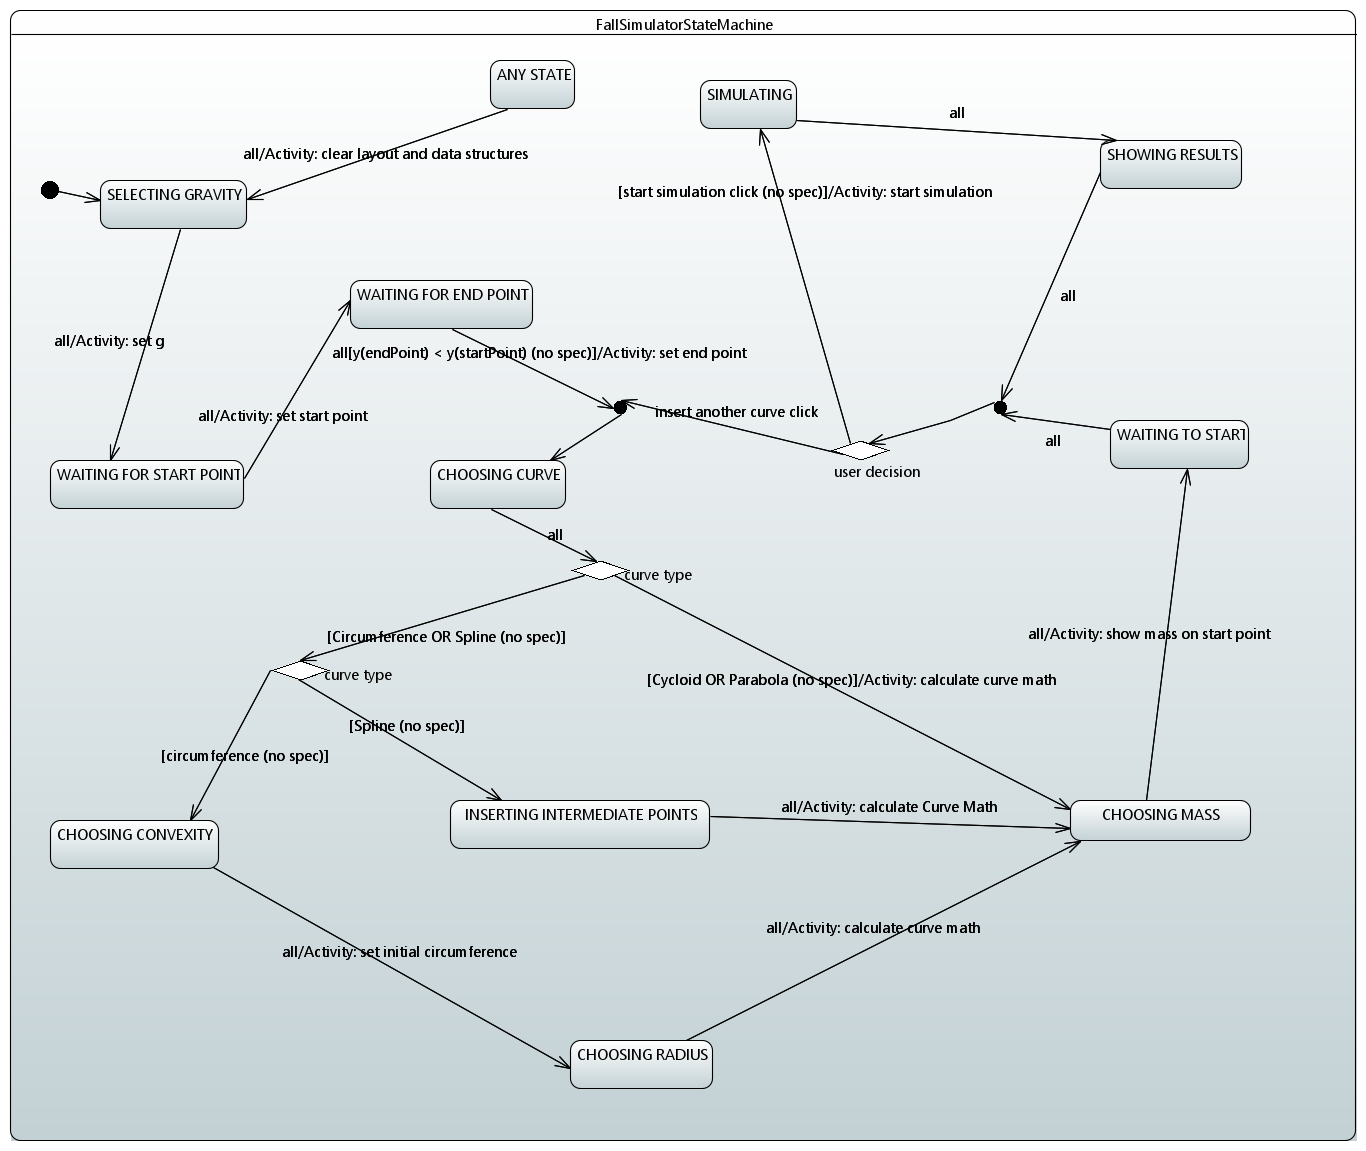 FallSimulatorStateMachine
ANY STATE
SIMULATING
all
all/Activity: clear layout and data structures
SHOWING RESULTS
SELECTING GRAVITY
[start simulation click (no spec)]/Activity: start simulation
WAITING FOR END POINT
all
all/Activity: set g
all[y(endPoint) < y(startPoint) (no spec)]/Activity: set end point
all/Activity: set start point
insert another curve click
WAITING TO START
all
user decision
WAITING FOR START POINT
CHOOSING CURVE
all
curve type
[Circumference OR Spline (no spec)]
all/Activity: show mass on start point
curve type
[Cycloid OR Parabola (no spec)]/Activity: calculate curve math
[Spline (no spec)]
[circumference (no spec)]
all/Activity: calculate Curve Math
INSERTING INTERMEDIATE POINTS
CHOOSING MASS
CHOOSING CONVEXITY
all/Activity: calculate curve math
all/Activity: set initial circumference
CHOOSING RADIUS